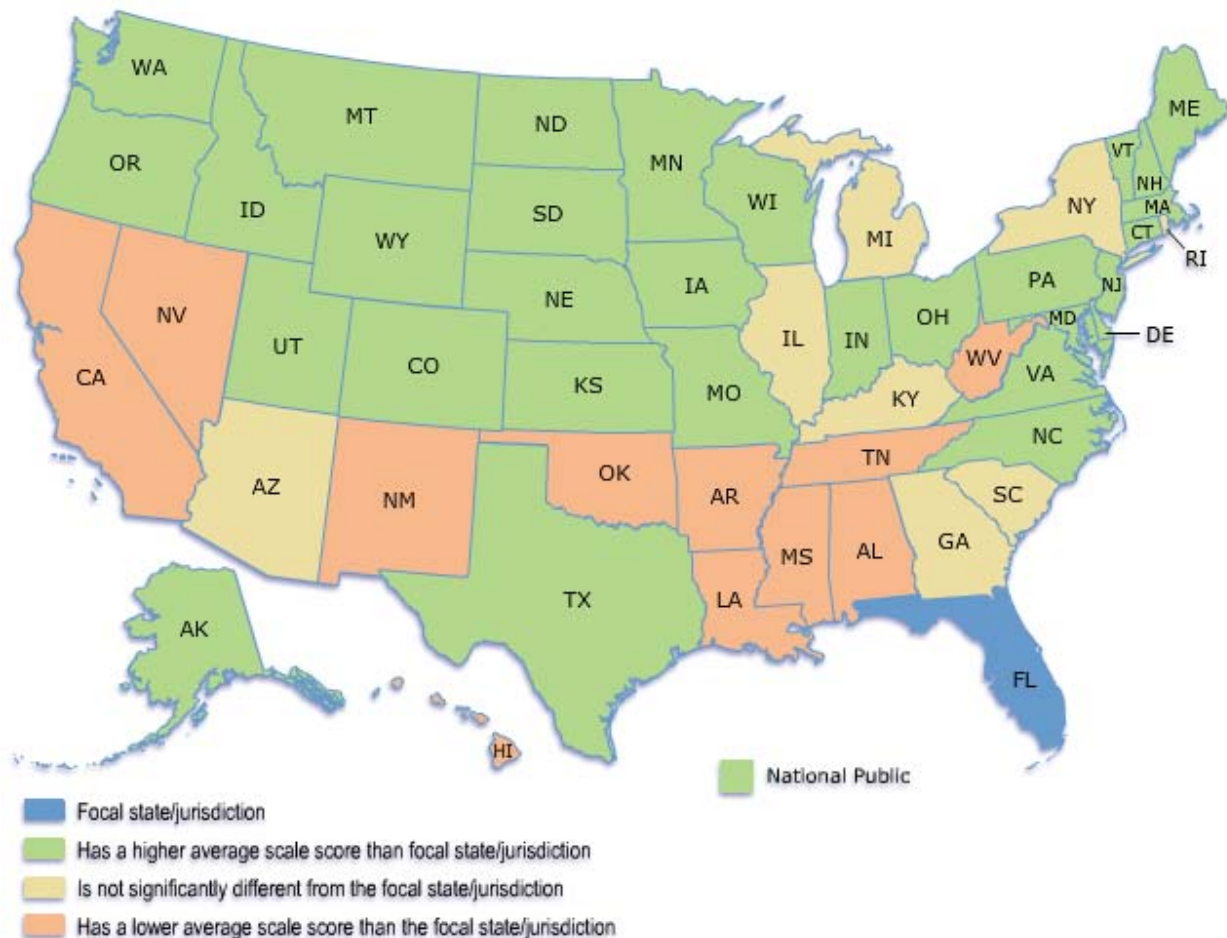 WA
MT
ND
MN
ME
VT
NH
OR
ID
WY
SD
WI
MI
NY
MA
CT
RI
NV
UT
CO
NE
IA
IL
IN
OH
PA
NJ
MD
DE
CA
KS
MO
KY
WV
VA
AZ
NM
OK
AR
TN
NC
SC
TX
LA
MS
AL
GA
AK
HI
FL
National Public
Focal state/jurisdiction
Has a higher average scale score than focal state/jurisdiction
Is not significantly different from the focal state/jurisdiction
Has a lower average scale score than the focal state/jurisdiction